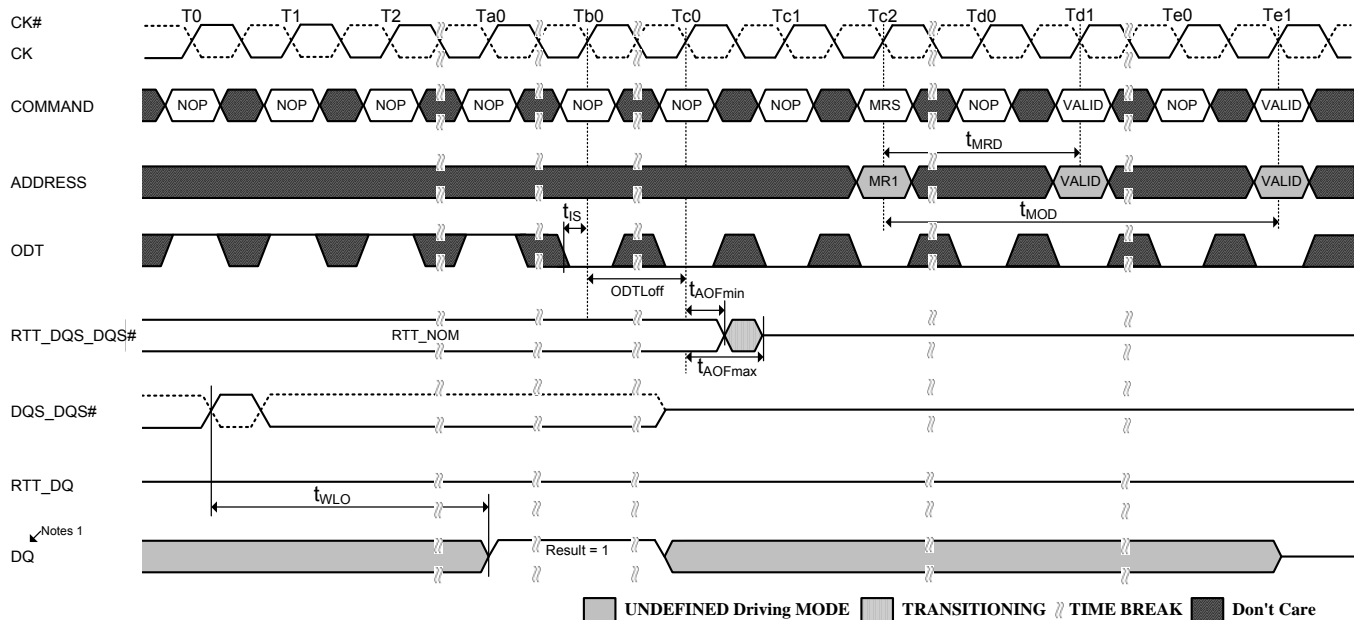 T0 T1 T2 Ta0 Tb0 Tc0 Tc1 Tc2 Td0 Td1 Te0 Te1
CK#
CK
COMMAND NOP NOP NOP NOP NOP NOP NOP MRS NOP VALID NOP VALID
tMRD
ADDRESS MR1 VALID VALID
tIS tMOD
ODT
ODTLoff tAOFmin
RTT_DQS_DQS# RTT_NOM
tAOFmax
DQS_DQS#
RTT_DQ
tWLO
Notes 1
DQ Result = 1
UNDEFINED Driving MODE TRANSITIONING TIME BREAK Don't Care